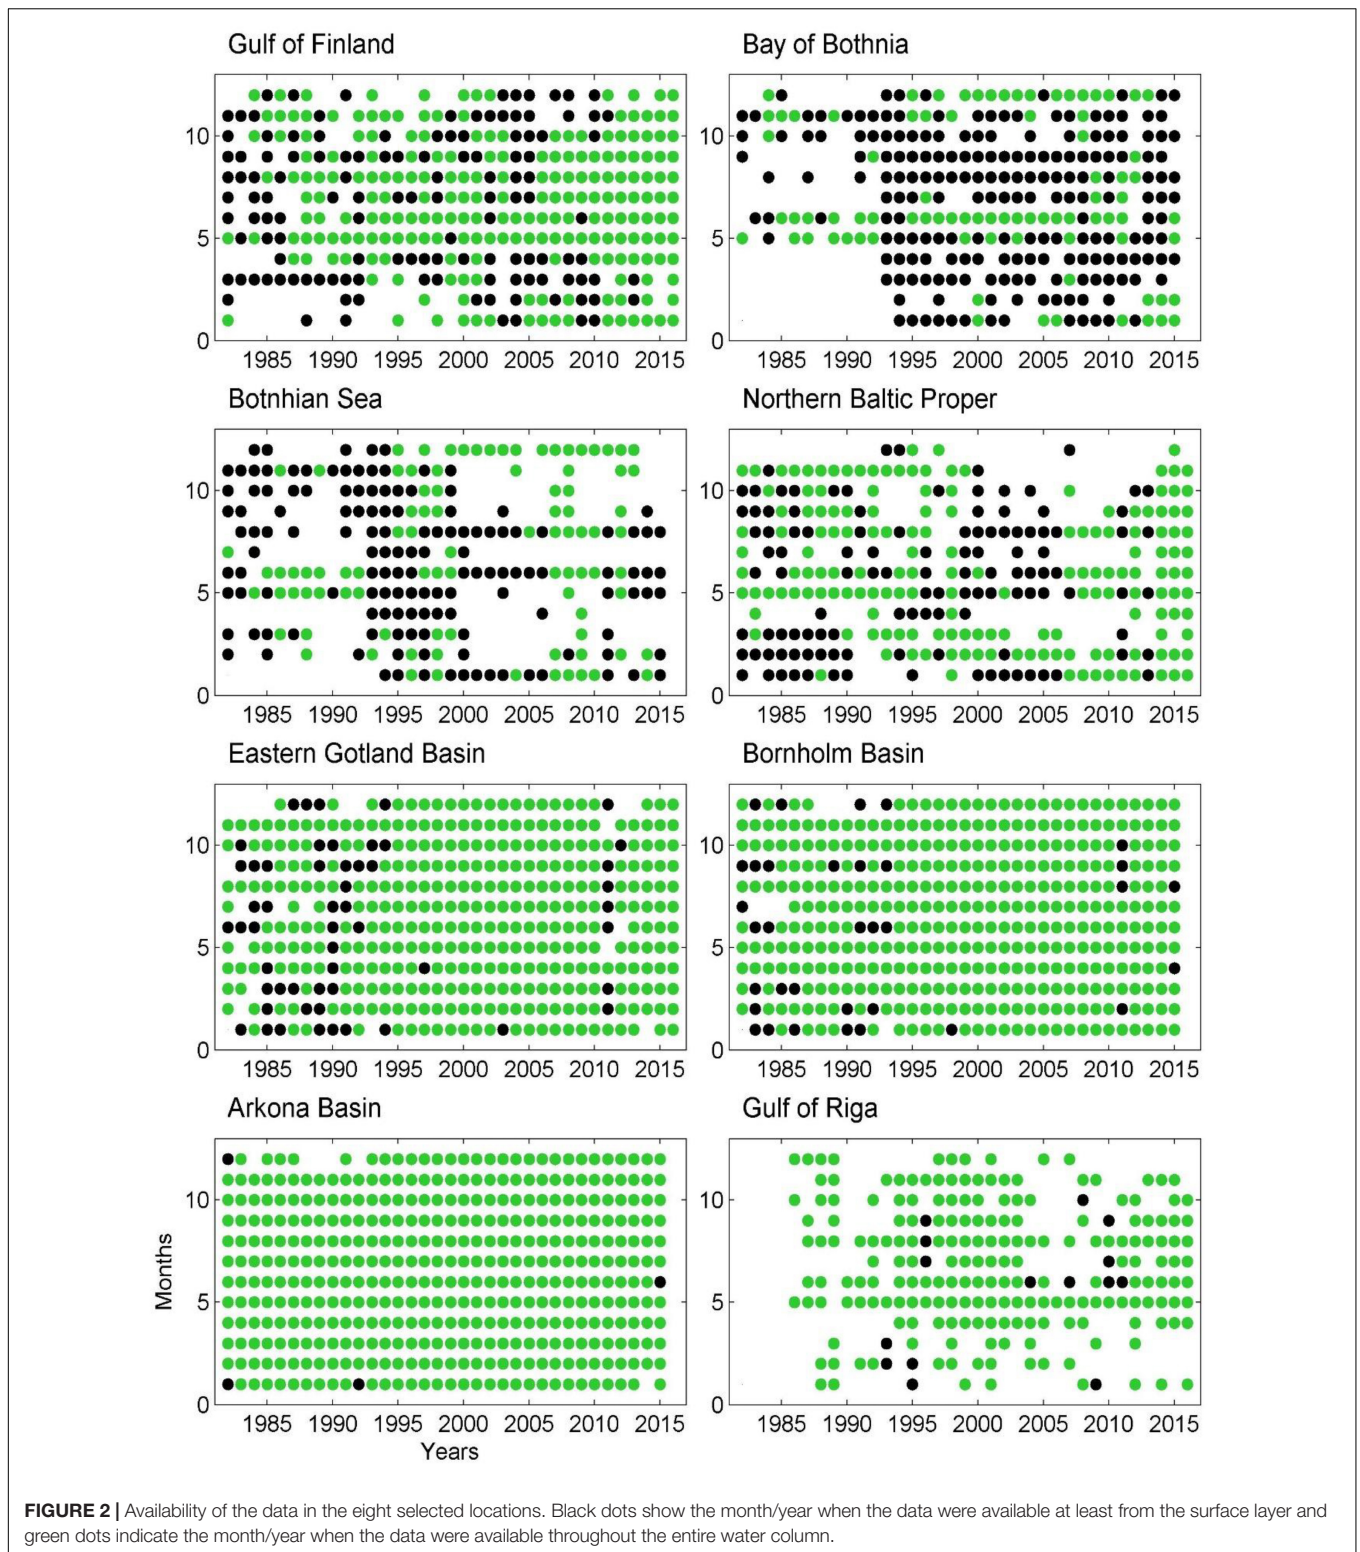 Gulf of Finland
Bay of Bothnia
10
5
0
1985 1990 1995 2000 2005 2010 2015
10
5
0
1985 1990 1995 2000 2005 2010 2015
Botnhian Sea
Northern Baltic Proper
10
5
0
1985 1990 1995 2000 2005 2010 2015
10
5
0
1985 1990 1995 2000 2005 2010 2015
Eastern Gotland Basin
Bornholm Basin
10
5
0
1985 1990 1995 2000 2005 2010 2015
10
5
0
1985 1990 1995 2000 2005 2010 2015
Arkona Basin
Gulf of Riga
Months
10
5
0
1985 1990 1995 2000 2005 2010 2015
Years
10
5
0
1985 1990 1995 2000 2005 2010 2015
FIGURE 2 | Availability of the data in the eight selected locations. Black dots show the month/year when the data were available at least from the surface layer and
green dots indicate the month/year when the data were available throughout the entire water column.